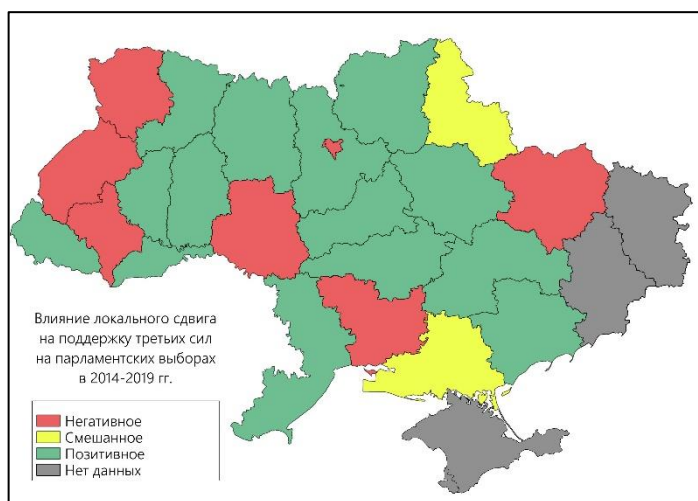 Влияние локального сдвига
на поддержку третьих сил
на парламентских выборах
в 2014-2019 гг.
Негативное
Смешанное
Позитивное
Нет данных